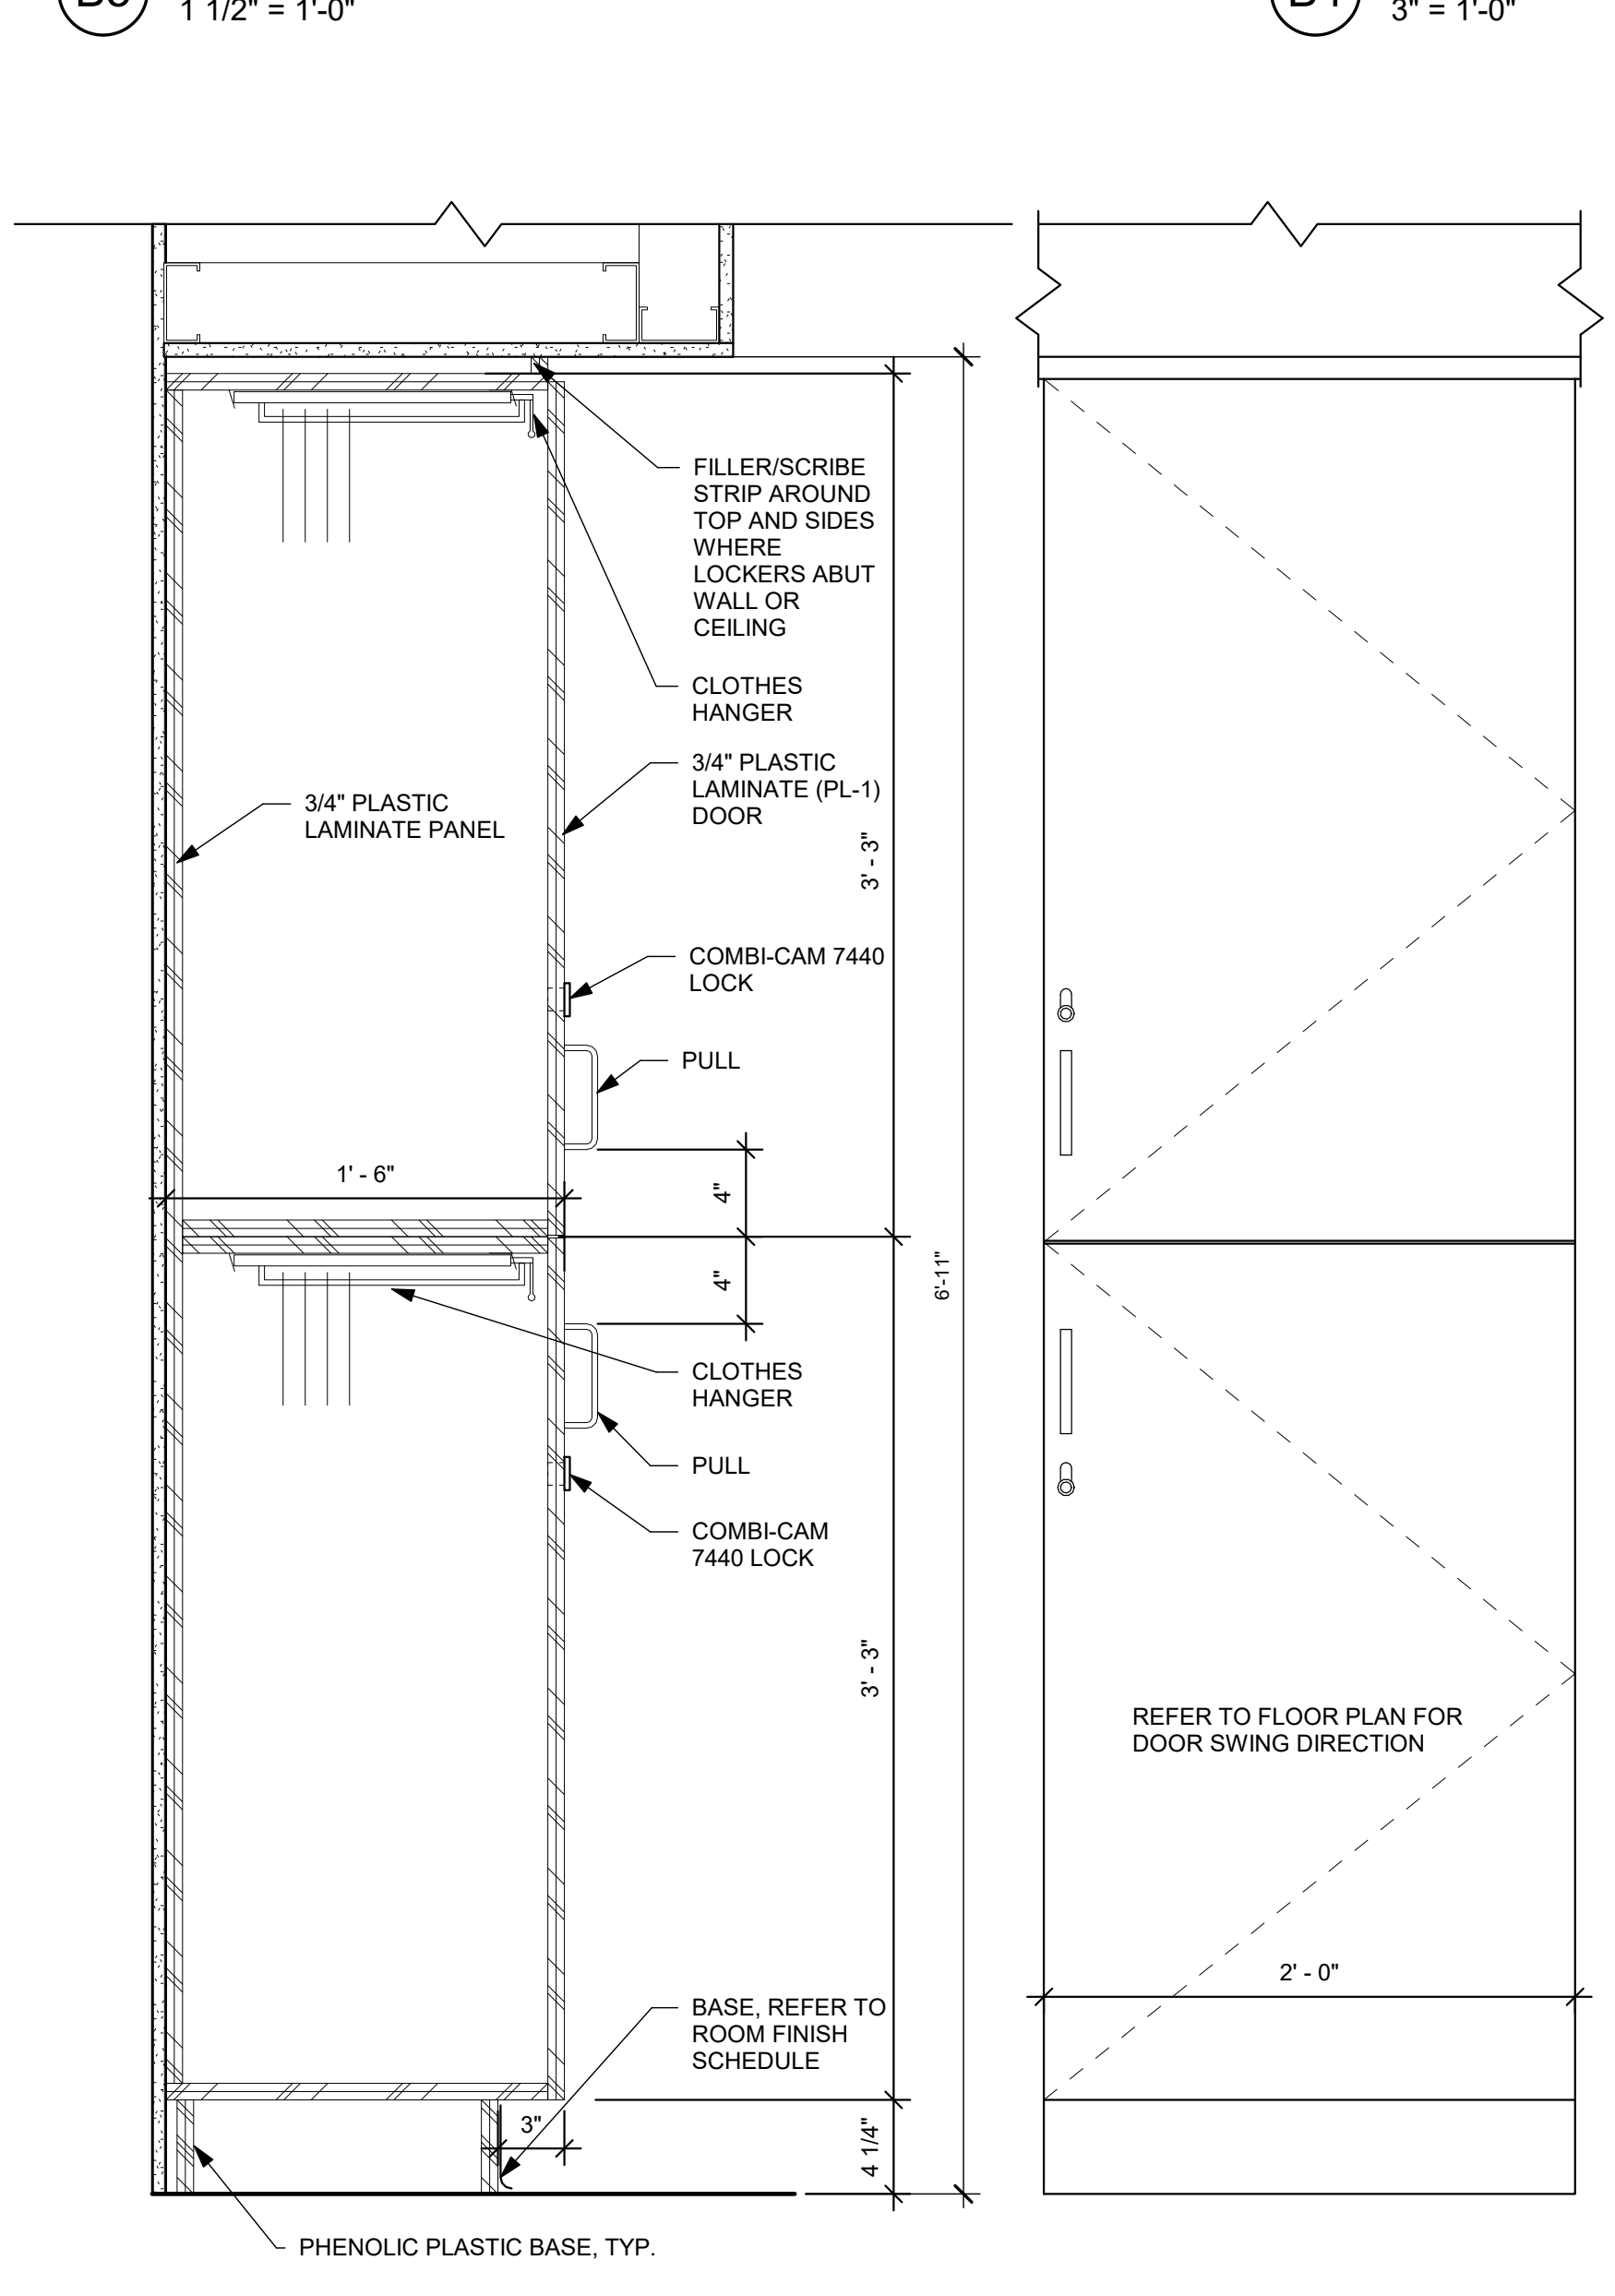 1 1/2" = 1'-0"
3" = 1'-0"
FILLER/SCRIBE
STRIP AROUND
TOP AND SIDES
WHERE
LOCKERS ABUT
WALL OR
CEILING
CLOTHES
HANGER
3/4" PLASTIC
LAMINATE (PL-1)
DOOR
3/4" PLASTIC
LAMINATE PANEL
3' - 3"
COMBI-CAM 7440
LOCK
PULL
1' - 6"
4"
4"
6'-11"
CLOTHES
HANGER
PULL
COMBI-CAM
7440 LOCK
3' - 3"
REFER TO FLOOR PLAN FOR
DOOR SWING DIRECTION
2' - 0"
BASE, REFER TO
ROOM FINISH
SCHEDULE
3"
4 1/4"
PHENOLIC PLASTIC BASE, TYP.